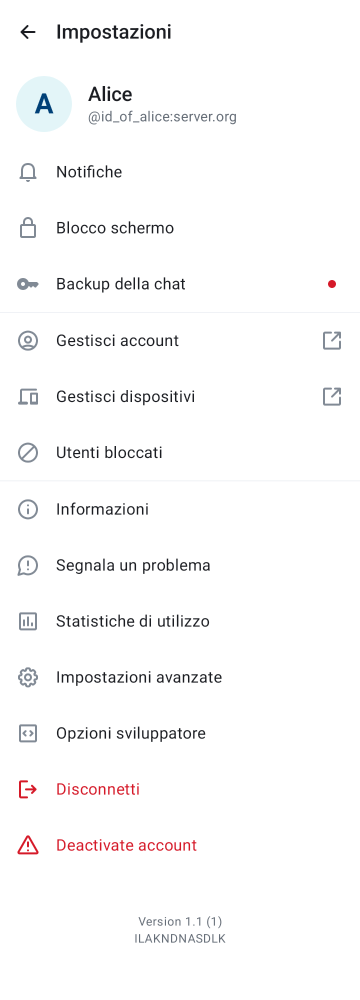 Impostazioni
A
Alice
@id_of_alice:server.org
Notifiche
Blocco schermo
Backup della chat
Gestisci account
Gestisci dispositivi
Utenti bloccati
Informazioni
Segnala un problema
Statistiche di utilizzo
Impostazioni avanzate
Opzioni sviluppatore
Disconnetti
Deactivate account
Version 1.1 (1)
ILAKNDNASDLK